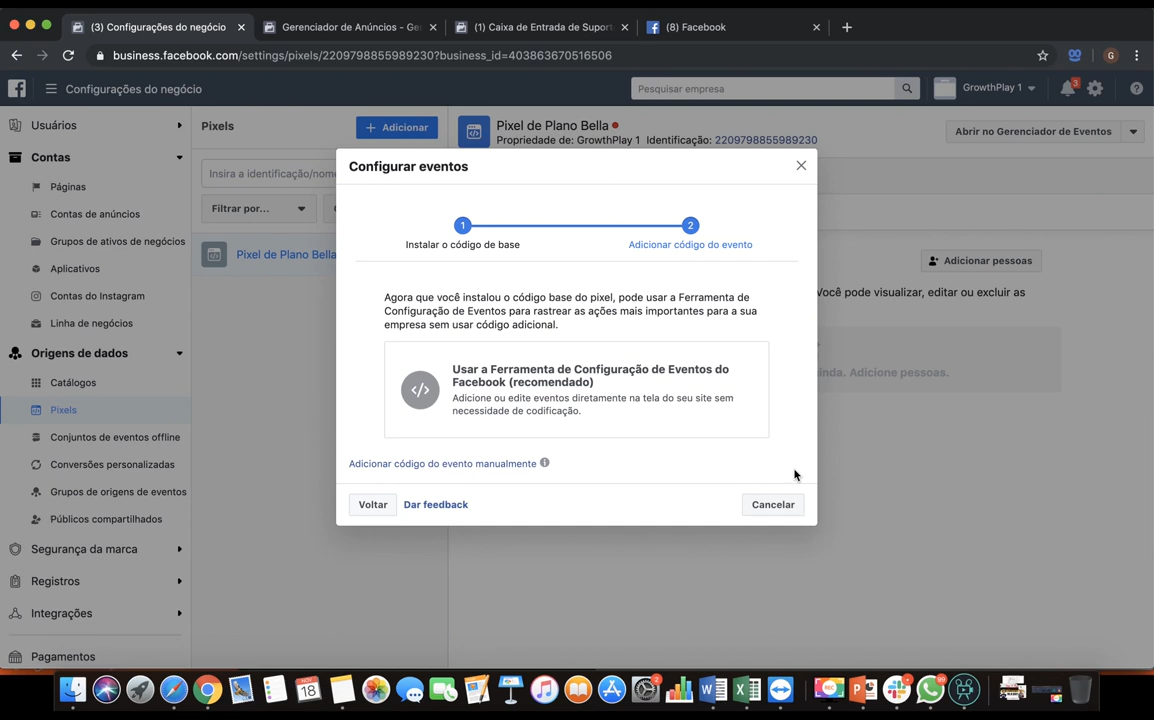 (3) Configurações do negócio
Gerenciador de Anúncios - Ge
(1) Caixa de Entrada de Supor
(8) Facebook
business.facebook.com/settings/pixels/2209798855989230?business_id=403863670516506
G
Configurações do negócio
Pesquisar empresa
GrowthPlay 1
3
Usuários
Contas
Páginas
Contas de anúncios
Grupos de ativos de negócios
Aplicativos
Contas do Instagram
Linha de negócios
Origens de dados
Catálogos
Pixels
Conjuntos de eventos offline
Conversões personalizadas
Grupos de origens de eventos
Públicos compartilhados
Segurança da marca
Registros
Integrações
Pagamentos
Pixels
+ Adicionar
Insira a identificação/nome
Filtrar por...
Pixel de Plano Bella
Pixel de Plano Bella
Propriedade de: GrowthPlay 1 Identificação: 2209798855989230
Abrir no Gerenciador de Eventos
Adicionar pessoas
Você pode visualizar, editar ou excluir as
inda. Adicione pessoas.
Configurar eventos
1
2
Instalar o código de base
Adicionar código do evento
Agora que você instalou o código base do pixel, pode usar a Ferramenta de
Configuração de Eventos para rastrear as ações mais importantes para a sua
empresa sem usar código adicional.
Usar a Ferramenta de Configuração de Eventos do
Facebook (recomendado)
Adicione ou edite eventos diretamente na tela do seu site sem
necessidade de codificação.
Adicionar código do evento manualmente
Voltar
Dar feedback
Cancelar
NOV
18
2
99